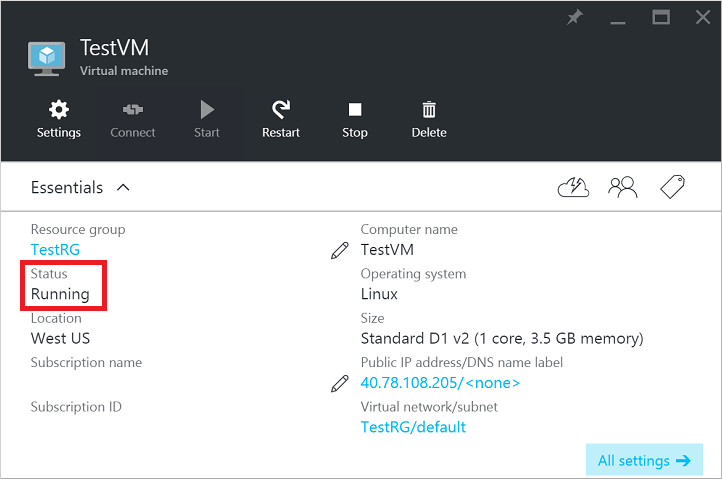 TestVM
Virtual machine
Settings
Connect
Start
Restart
Stop
Delete
Essentials
Resource group
TestRG
Status
Running
Location
West US
Subscription name
Subscription ID
Computer name
TestVM
Operating system
Linux
Size
Standard D1 v2 (1 core, 3.5 GB memory)
Public IP address/DNS name label
40.78.108.205/<none>
Virtual network/subnet
TestRG/default
All settings